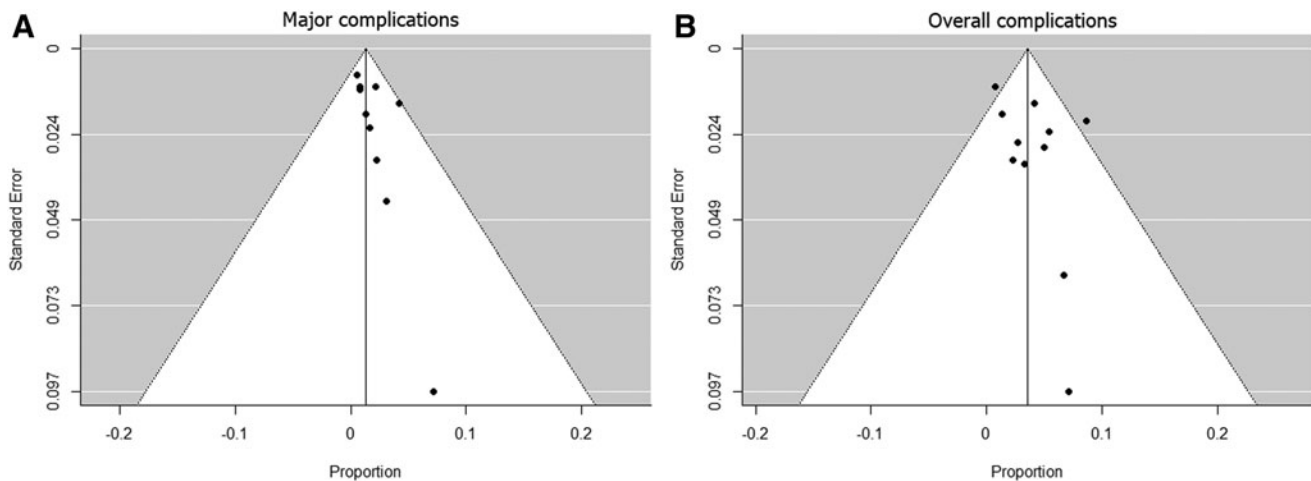 A
Major complications
0
0.024
0.049
0.073
0.097
Standard Error
-0.2
-0.1
0
0.1
0.2
Proportion
B
Overall complications
0
0.024
0.049
0.073
0.097
Standard Error
-0.2
-0.1
0
0.1
0.2
Proportion